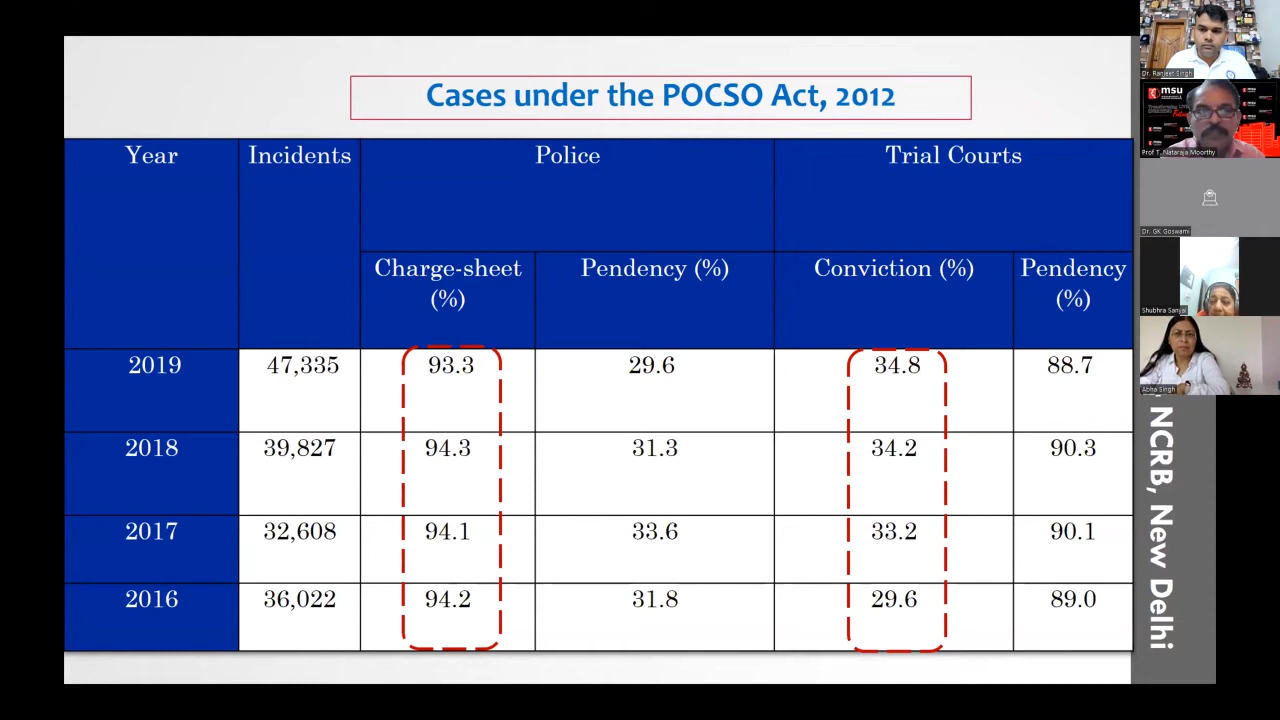 Cases under the POCSO Act, 2012
Year Incidents Police Trial Courts
Charge-sheet (%) Pendency (%) Conviction (%) Pendency (%)
2019 47,335 93.3 29.6 34.8 88.7
2018 39,827 94.3 31.3 34.2 90.3
2017 32,608 94.1 33.6 33.2 90.1
2016 36,022 94.2 31.8 29.6 89.0
NCRB, New Delhi
Dr. Ranjeet Singh
msu
Prof T. Nataraja Moorthy
Dr. GK Goswami
Shubhra Sanyal
Abha Singh